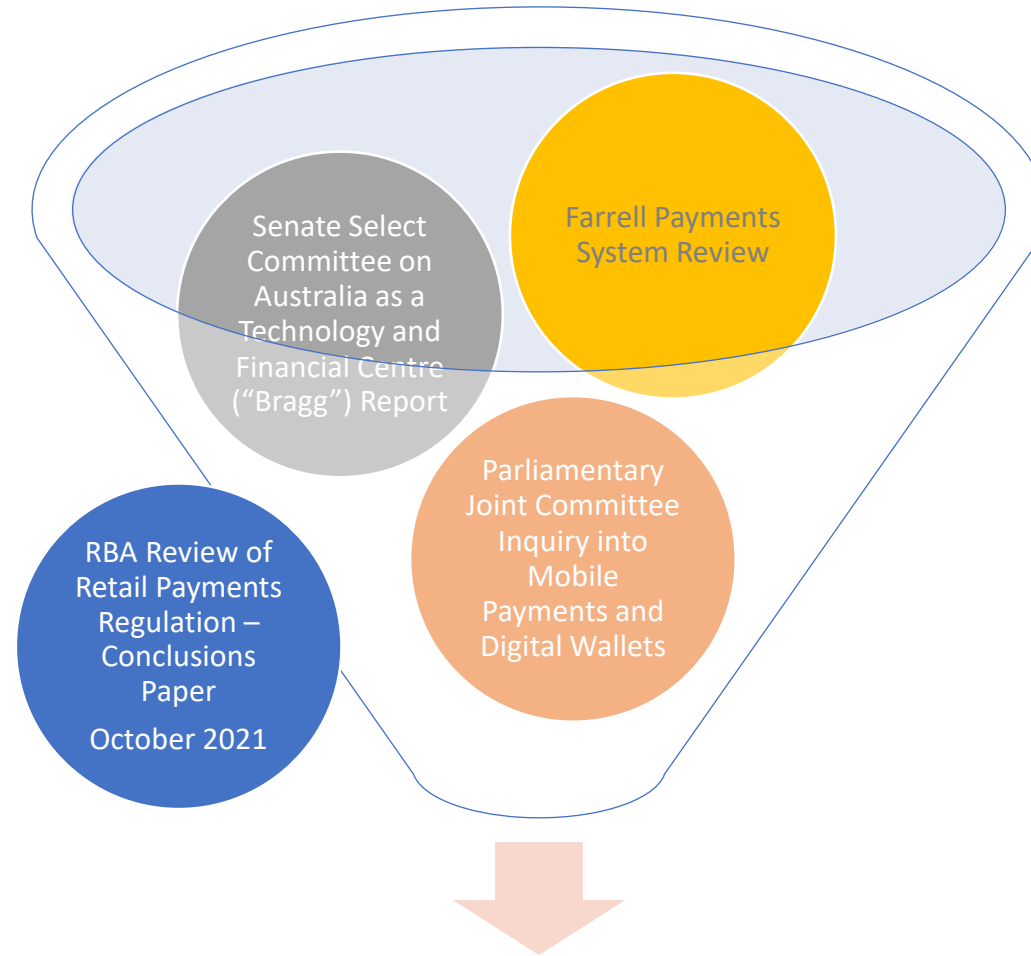 Farrell Payments
System Review
Senate Select
Committee on
Australia as a
Technology and
Financial Centre
(“Bragg”) Report
Parliamentary
Joint Committee
Inquiry into
Mobile
Payments and
Digital Wallets
RBA Review of
Retail Payments
Regulation –
Conclusions
Paper
October 2021